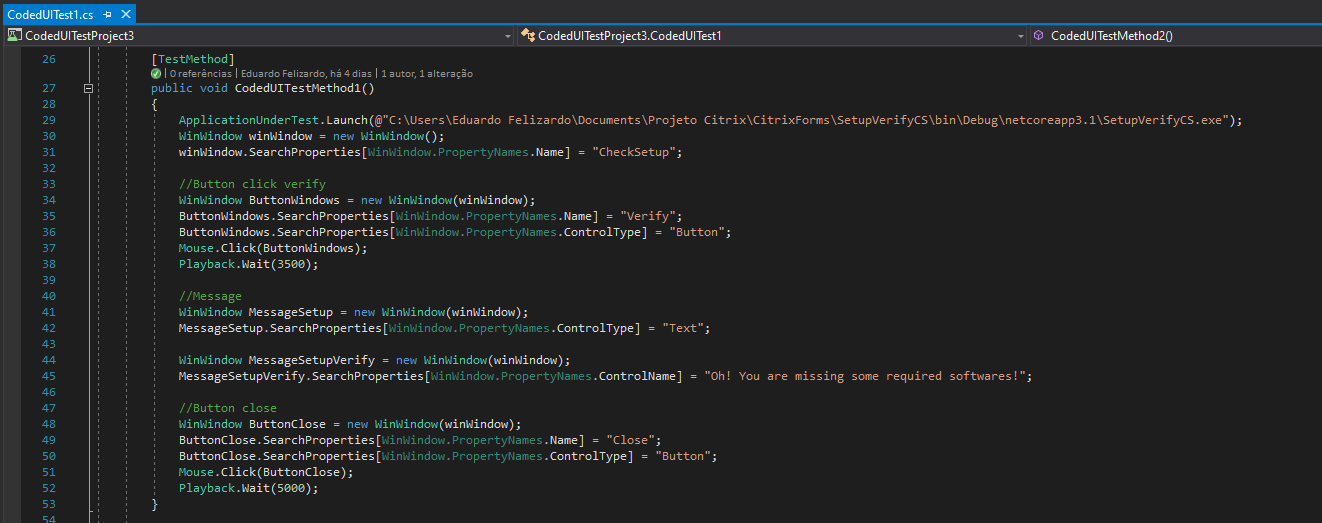 CodedUITest1.cs
CodedUITestProject3 CodedUITestProject3.CodedUITest1 CodedUITestMethod2()
26 [TestMethod]
0 referências | Eduardo Felizardo, há 4 dias | 1 autor, 1 alteração
27 public void CodedUITestMethod1()
28 {
29 ApplicationUnderTest.Launch(@"C:\Users\Eduardo Felizardo\Documents\Projeto Citrix\CitrixForms\SetupVerifyCS\bin\Debug\netcoreapp3.1\SetupVerifyCS.exe");
30 WinWindow winWindow = new WinWindow();
31 winWindow.SearchProperties[WinWindow.PropertyNames.Name] = "CheckSetup";
32
33 //Button click verify
34 WinWindow ButtonWindows = new WinWindow(winWindow);
35 ButtonWindows.SearchProperties[WinWindow.PropertyNames.Name] = "Verify";
36 ButtonWindows.SearchProperties[WinWindow.PropertyNames.ControlType] = "Button";
37 Mouse.Click(ButtonWindows);
38 Playback.Wait(3500);
39
40 //Message
41 WinWindow MessageSetup = new WinWindow(winWindow);
42 MessageSetup.SearchProperties[WinWindow.PropertyNames.ControlType] = "Text";
43
44 WinWindow MessageSetupVerify = new WinWindow(winWindow);
45 MessageSetupVerify.SearchProperties[WinWindow.PropertyNames.ControlName] = "Oh! You are missing some required softwares!";
46
47 //Button close
48 WinWindow ButtonClose = new WinWindow(winWindow);
49 ButtonClose.SearchProperties[WinWindow.PropertyNames.Name] = "Close";
50 ButtonClose.SearchProperties[WinWindow.PropertyNames.ControlType] = "Button";
51 Mouse.Click(ButtonClose);
52 Playback.Wait(5000);
53 }
54